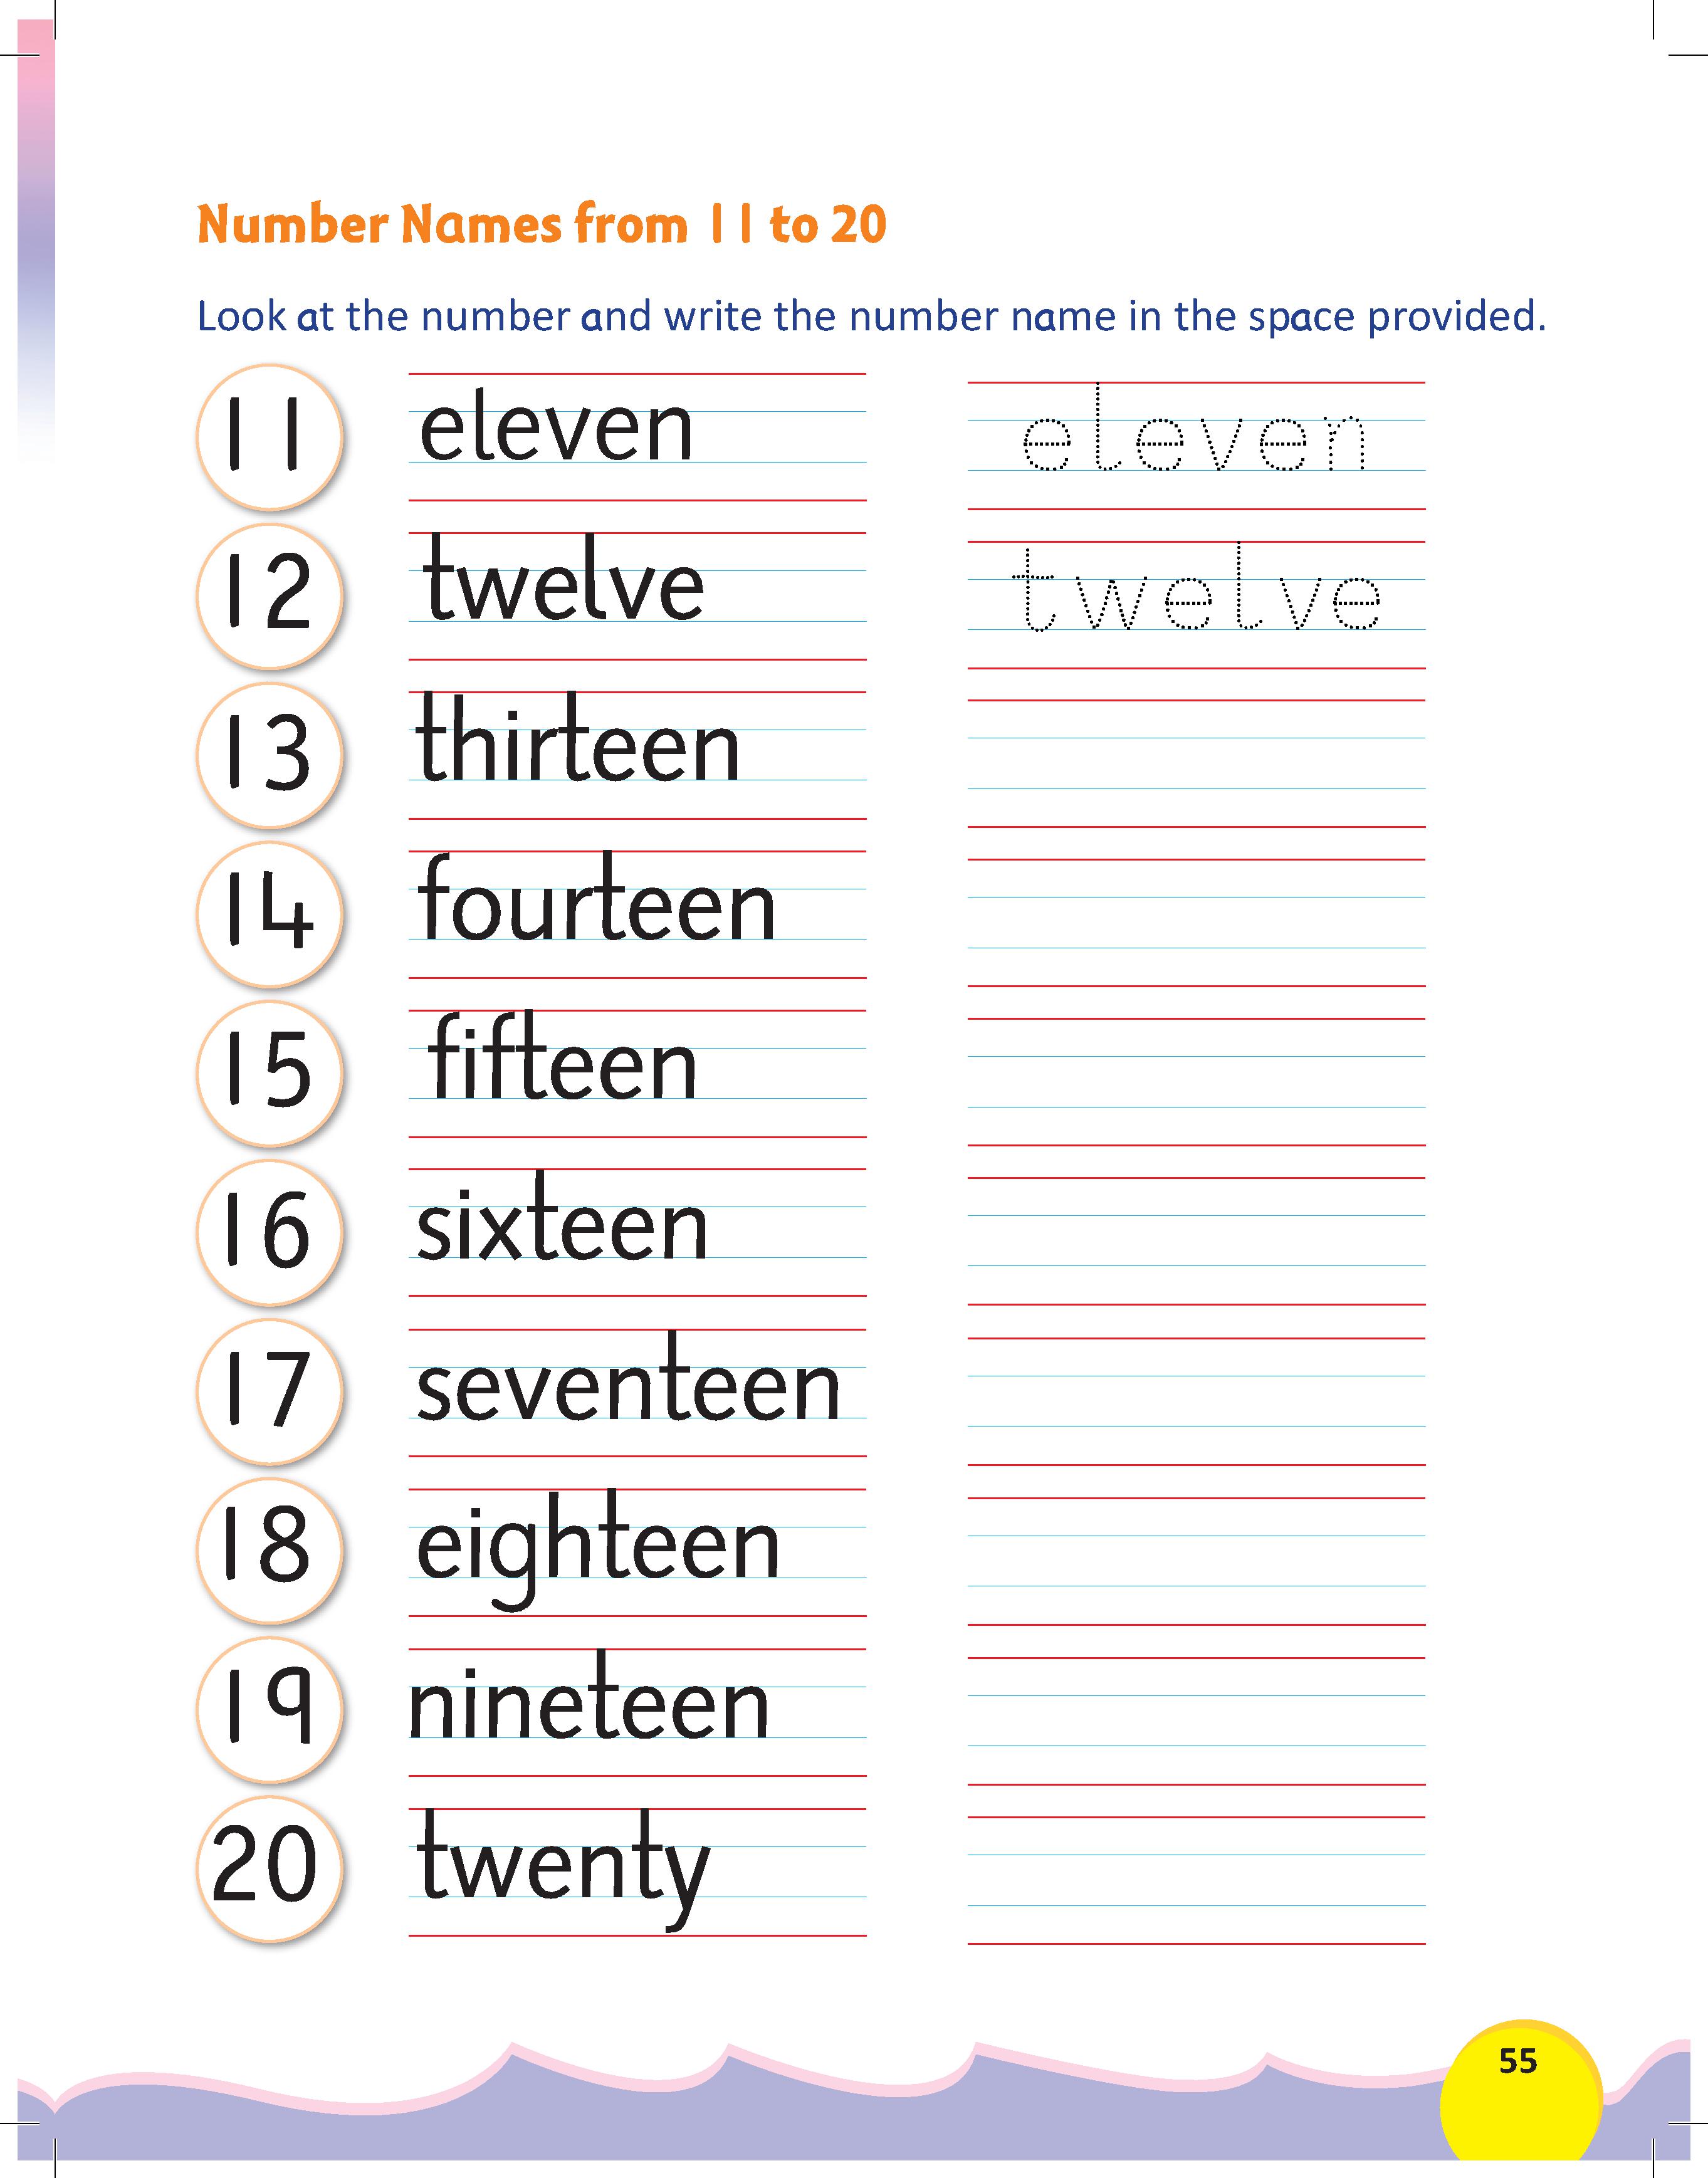 Number Names from 11 to 20
Look at the number and write the number name in the space provided.
11 eleven eleven
12 twelve twelve
13 thirteen
14 fourteen
15 fifteen
16 sixteen
17 seventeen
18 eighteen
19 nineteen
20 twenty
55